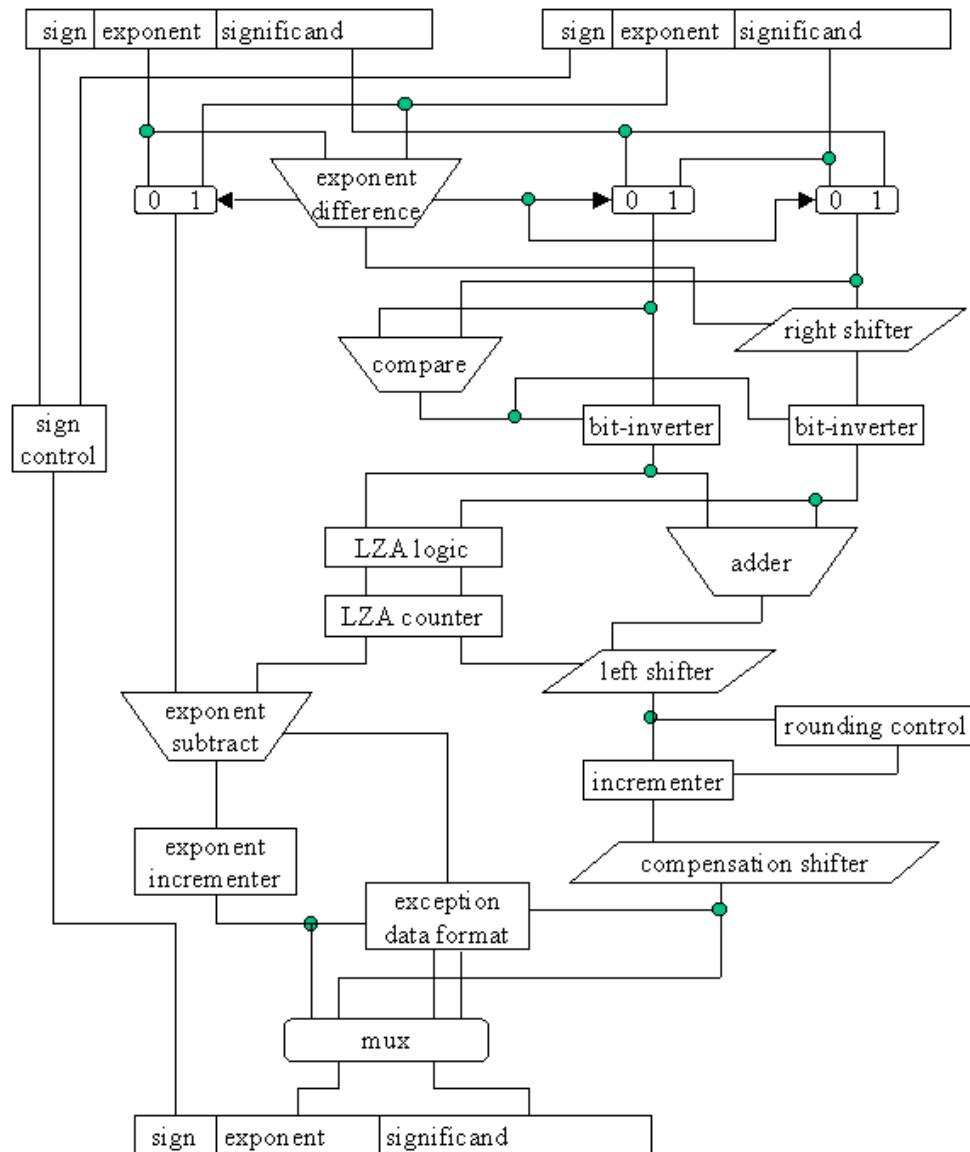 sign exponent significand
sign exponent significand
exponent
difference
0 1
0 1
0 1
right shifter
compare
sign
control
bit-inverter
bit-inverter
LZA logic
adder
LZA counter
left shifter
exponent
subtract
rounding control
incrementer
exponent
incrementer
compensation shifter
exception
data format
mux
sign exponent significand